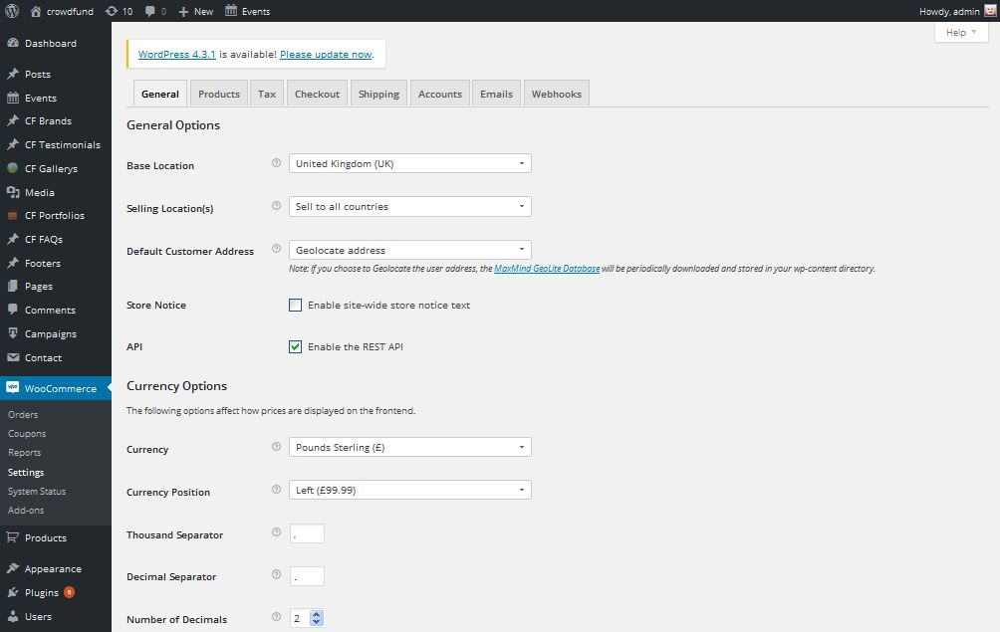 crowdfund 10 0 New Events Howdy, admin
Help
Dashboard
Posts
Events
CF Brands
CF Testimonials
CF Gallerys
Media
CF Portfolios
CF FAQs
Footers
Pages
Comments
Campaigns
Contact
WooCommerce
Orders
Coupons
Reports
Settings
System Status
Add-ons
Products
Appearance
Plugins 6
Users
WordPress 4.3.1 is available! Please update now.
General Products Tax Checkout Shipping Accounts Emails Webhooks
General Options
Base Location United Kingdom (UK)
Selling Location(s) Sell to all countries
Default Customer Address Geolocate address
Note: If you choose to Geolocate the user address, the MaxMind GeoLite Database will be periodically downloaded and stored in your wp-content directory.
Store Notice Enable site-wide store notice text
API Enable the REST API
Currency Options
The following options affect how prices are displayed on the frontend.
Currency Pounds Sterling (£)
Currency Position Left (£99.99)
Thousand Separator ,
Decimal Separator .
Number of Decimals 2